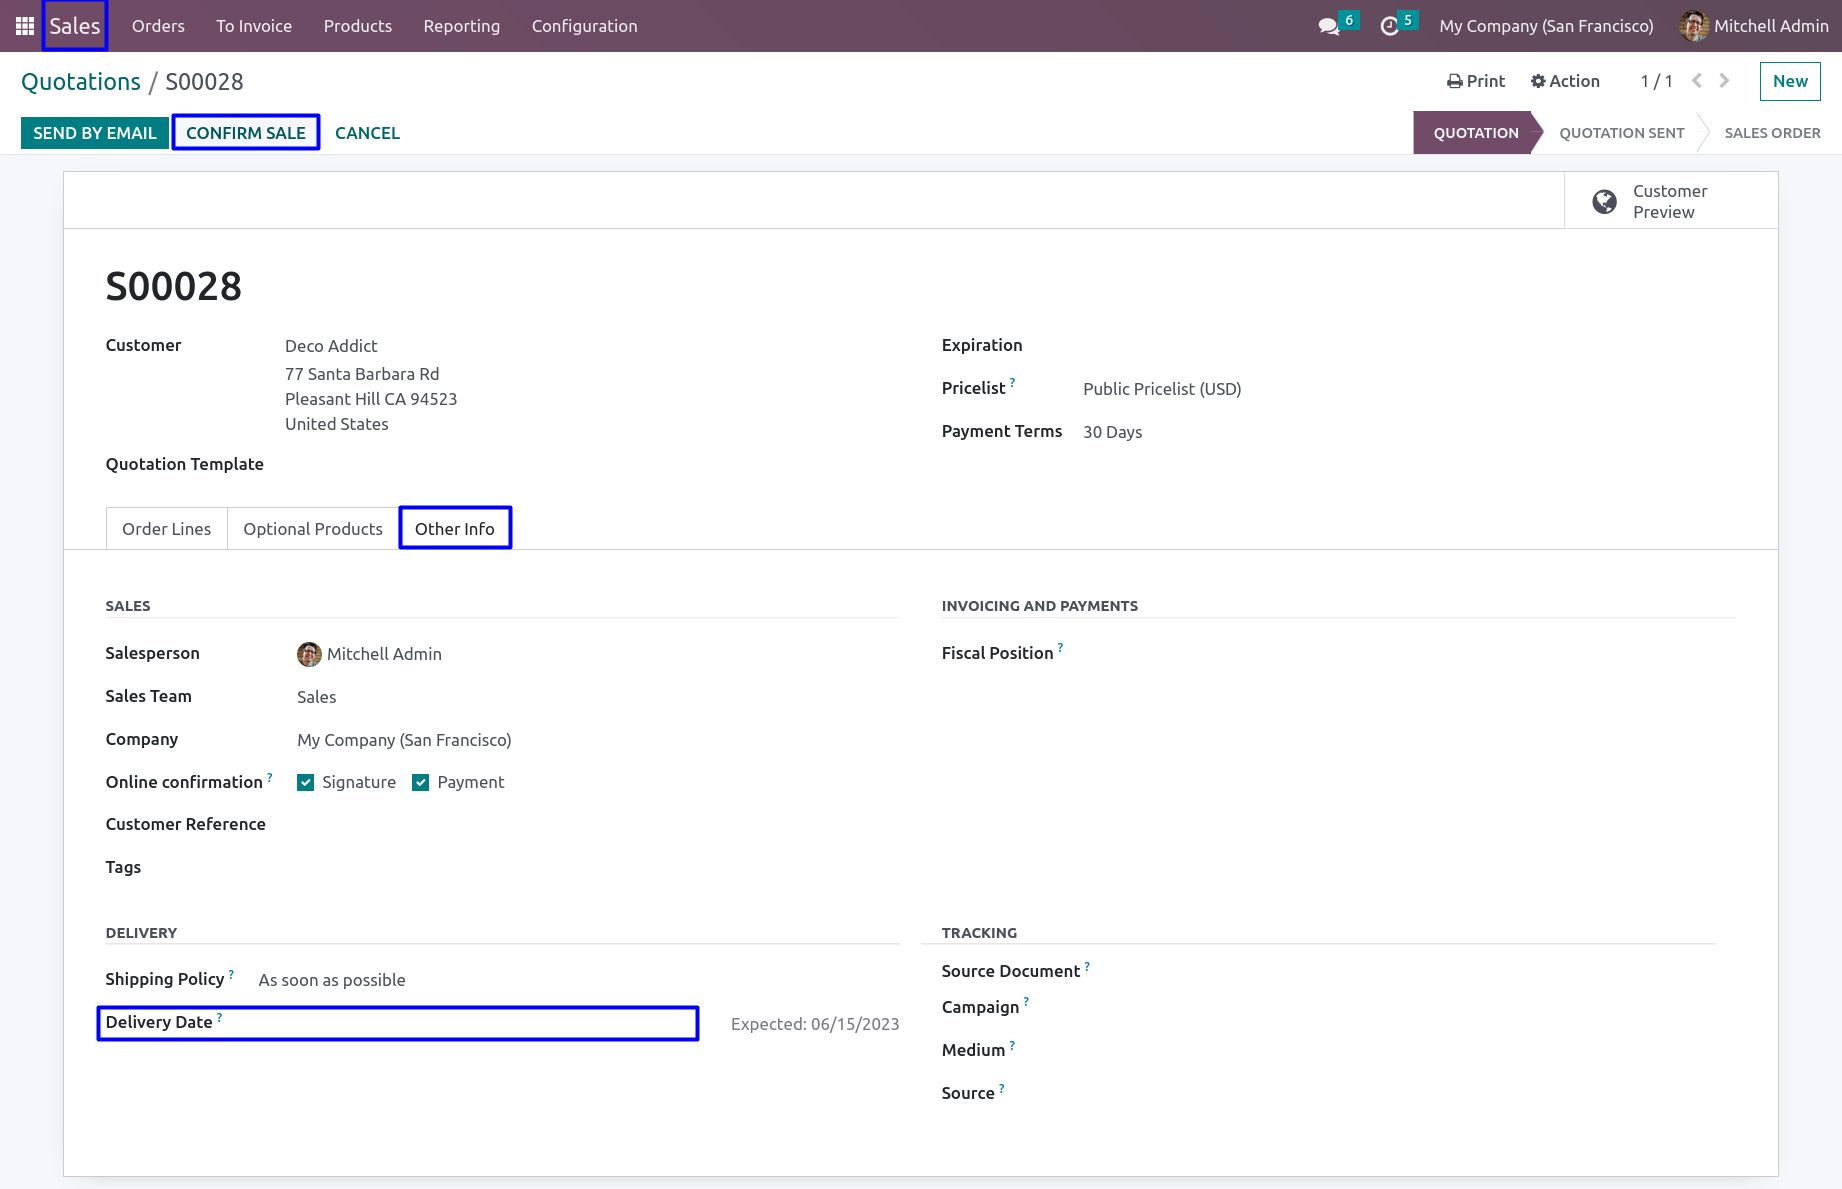 Sales Orders To Invoice Products Reporting Configuration 6 5 My Company (San Francisco) Mitchell Admin
Quotations / S00028 Print Action 1 / 1 New
SEND BY EMAIL CONFIRM SALE CANCEL QUOTATION QUOTATION SENT SALES ORDER
Customer
Preview
S00028
Customer Deco Addict
77 Santa Barbara Rd
Pleasant Hill CA 94523
United States
Quotation Template
Expiration
Pricelist ? Public Pricelist (USD)
Payment Terms 30 Days
Order Lines Optional Products Other Info
SALES
Salesperson Mitchell Admin
Sales Team Sales
Company My Company (San Francisco)
Online confirmation ? Signature Payment
Customer Reference
Tags
INVOICING AND PAYMENTS
Fiscal Position ?
DELIVERY
Shipping Policy ? As soon as possible
Delivery Date ? Expected: 06/15/2023
TRACKING
Source Document ?
Campaign ?
Medium ?
Source ?